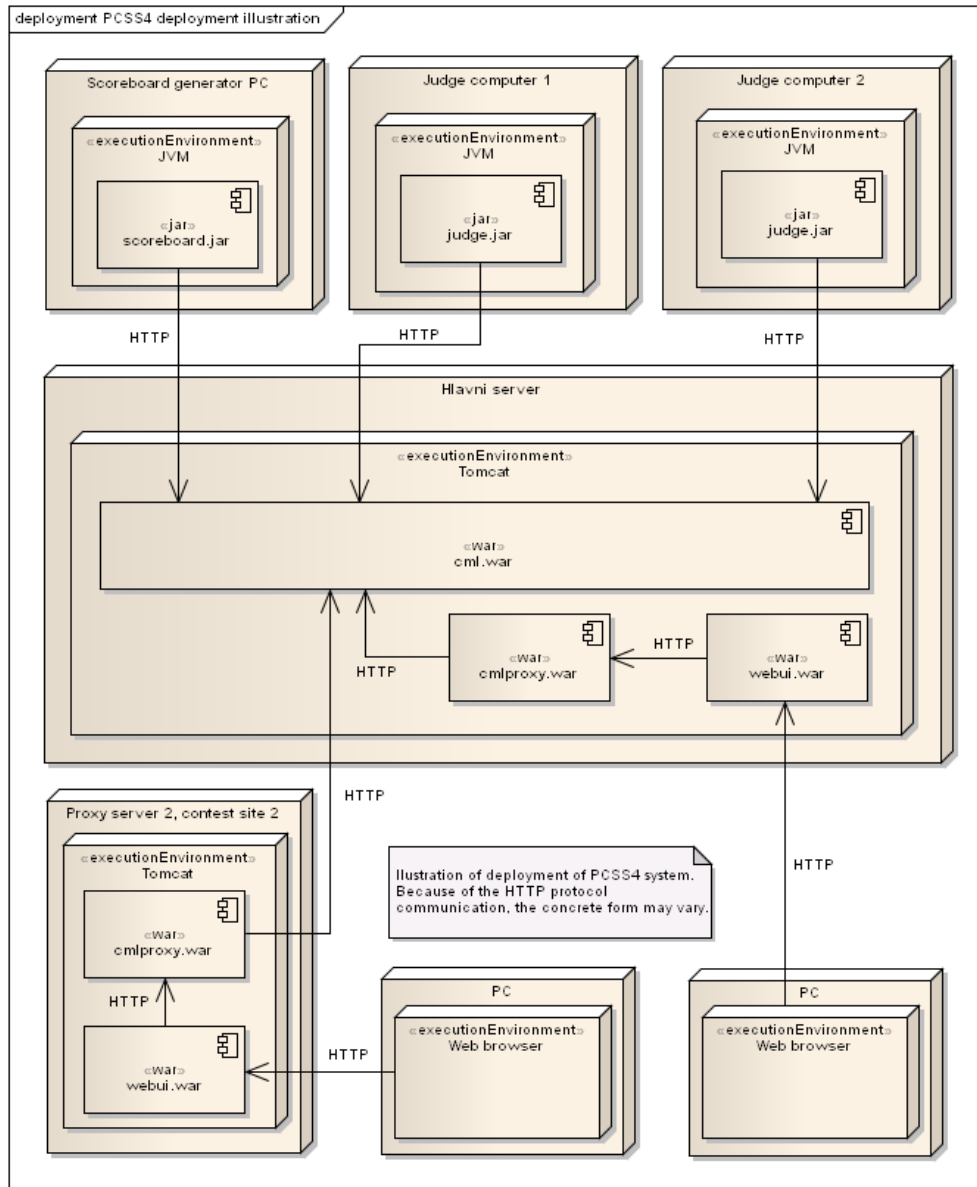 deployment PCSS4 deployment illustration
Scoreboard generator PC
«executionEnvironment»
JVM
«jar»
scoreboard.jar
Judge computer 1
«executionEnvironment»
JVM
«jar»
judge.jar
Judge computer 2
«executionEnvironment»
JVM
«jar»
judge.jar
HTTP
HTTP
HTTP
Hlavni server
«executionEnvironment»
Tomcat
«war»
cml.war
HTTP
«war»
cmlproxy.war
HTTP
«war»
webui.war
HTTP
HTTP
Proxy server 2, contest site 2
«executionEnvironment»
Tomcat
«war»
cmlproxy.war
HTTP
«war»
webui.war
Ilustration of deployment of PCSS4 system.
Because of the HTTP protocol
communication, the concrete form may vary.
HTTP
PC
«executionEnvironment»
Web browser
PC
«executionEnvironment»
Web browser